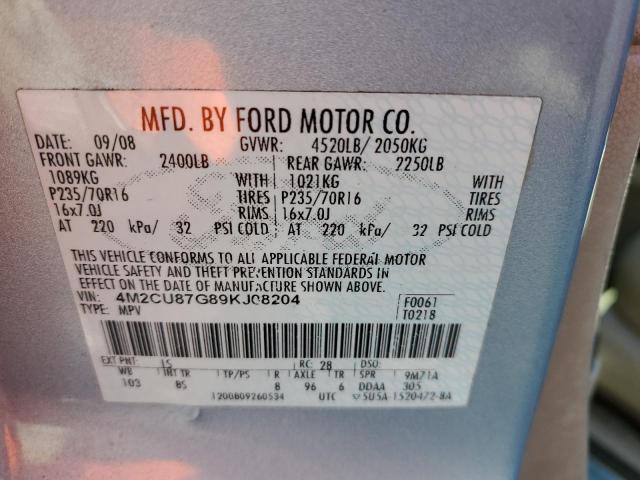 MFD. BY FORD MOTOR CO.
DATE: 09/08 GVWR: 4520LB/ 2050KG
FRONT GAWR: 2400LB REAR GAWR: 2250LB
1089KG WITH 1021KG WITH
P235/70R16 TIRES P235/70R16 TIRES
16x7.0J RIMS 16x7.0J RIMS
AT 220 kPa/ 32 PSI COLD AT 220 kPa/ 32 PSI COLD
THIS VEHICLE CONFORMS TO ALL APPLICABLE FEDERAL MOTOR
VEHICLE SAFETY AND THEFT PREVENTION STANDARDS IN
EFFECT ON THE DATE OF MANUFACTURE SHOWN ABOVE.
VIN: 4M2CU87G89KJ08204 F0061
TYPE: MPV T0218
EXT PNT: LS RC: 28 DSO:
WB INT TR TP/PS R AXLE TR SPR 9M71A
103 BS 8 96 6 DDAA 305
1200809260534 UTC 5U5A-1520472-BA